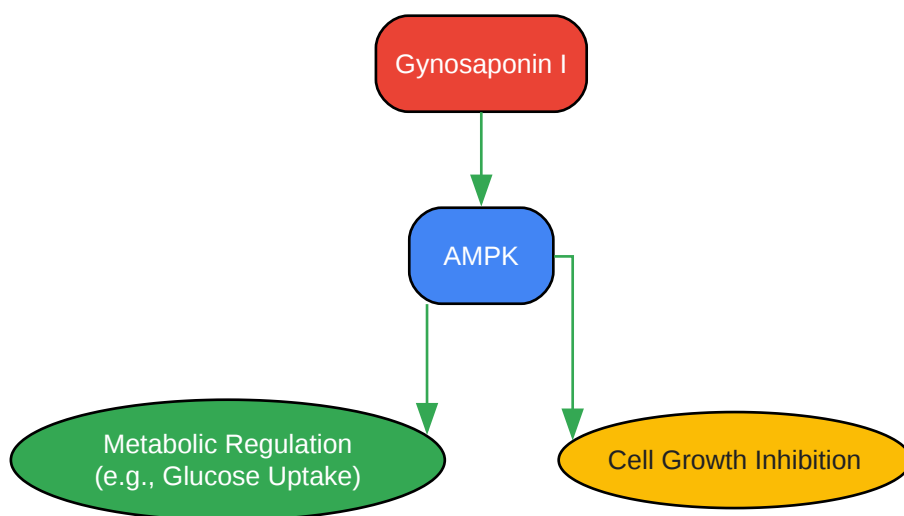 Gynosaponin I
AMPK
Metabolic Regulation
(e.g., Glucose Uptake)
Cell Growth Inhibition